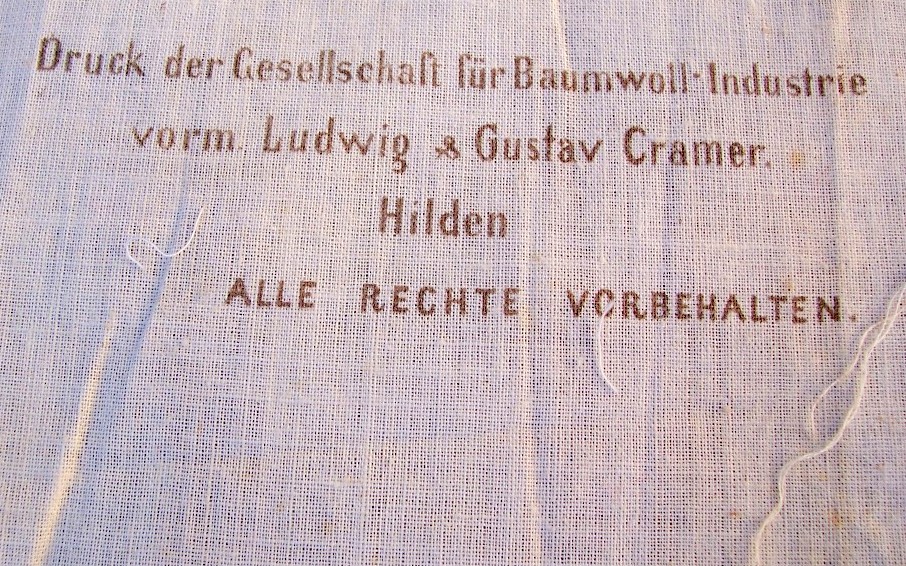 Druck der Gesellschaft für Baumwoll-Industrie
vorm. Ludwig & Gustav Cramer.
Hilden
ALLE RECHTE VORBEHALTEN.